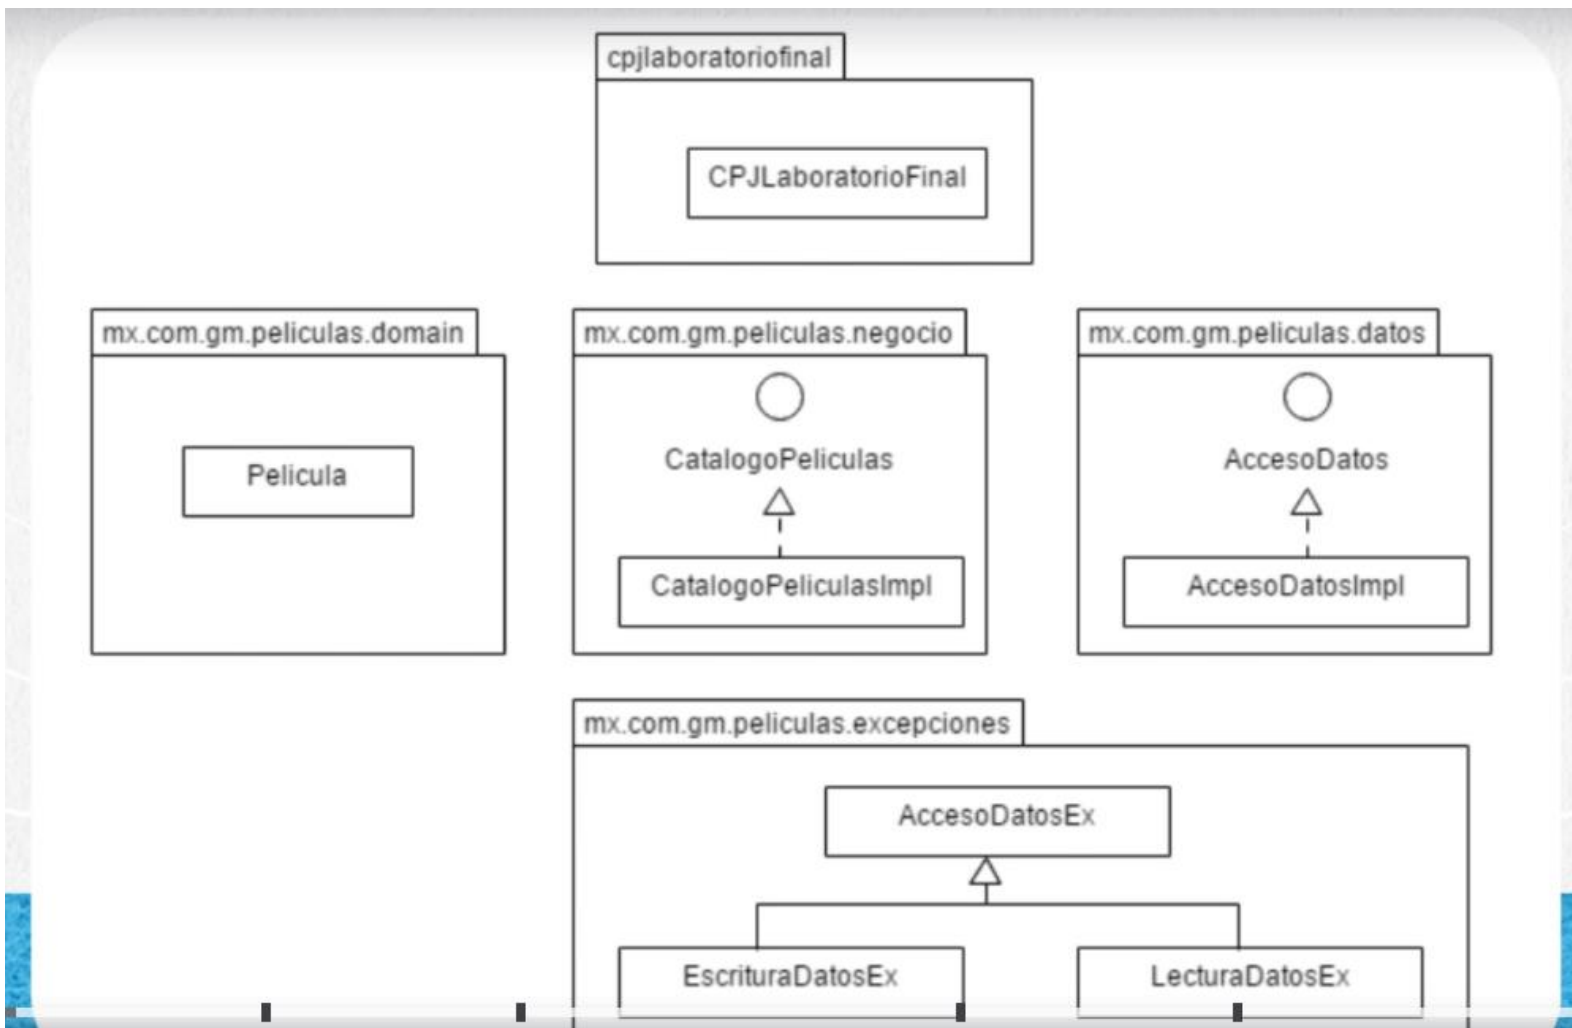 cpjlaboratoriofinal
CPJLaboratorioFinal
mx.com.gm.peliculas.domain
Pelicula
mx.com.gm.peliculas.negocio
CatalogoPeliculas
CatalogoPeliculasImpl
mx.com.gm.peliculas.datos
AccesoDatos
AccesoDatosImpl
mx.com.gm.peliculas.excepciones
AccesoDatosEx
EscrituraDatosEx
LecturaDatosEx